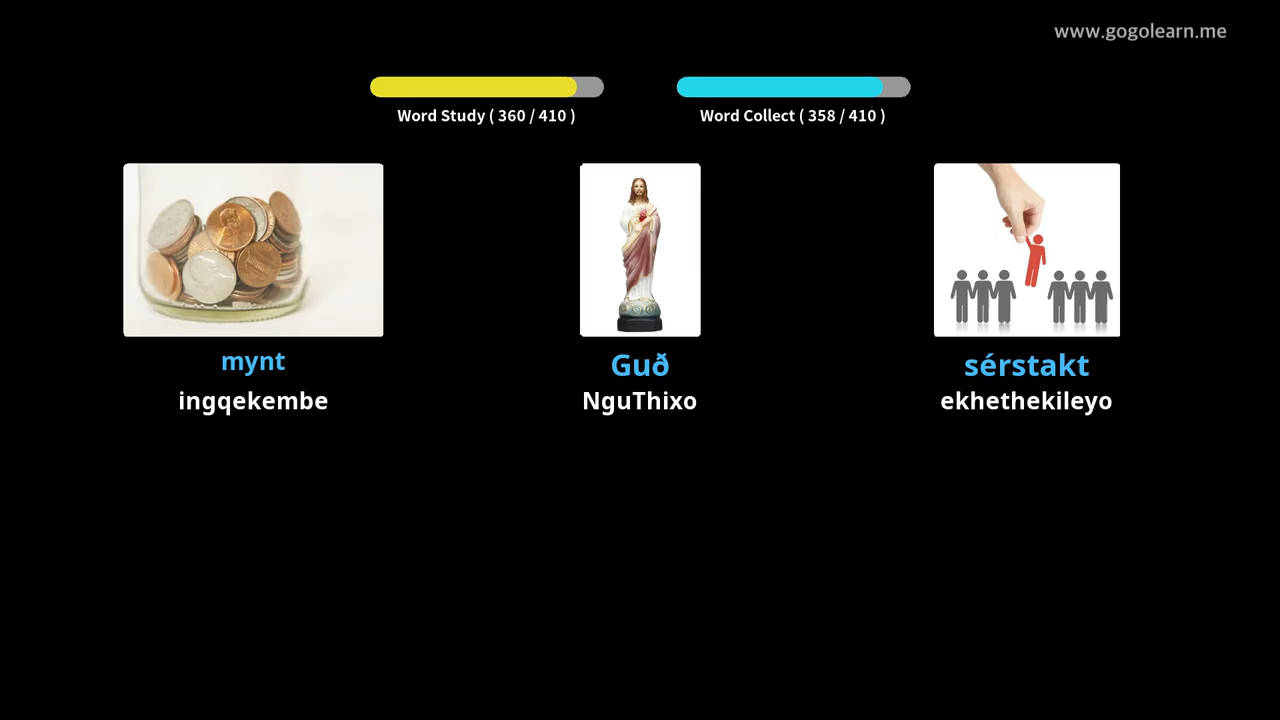 www.gogolearn.me
Word Study ( 360 / 410 )
Word Collect ( 358 / 410 )
mynt
Guð
sérstakt
ingqekembe
NguThixo
ekhethekileyo